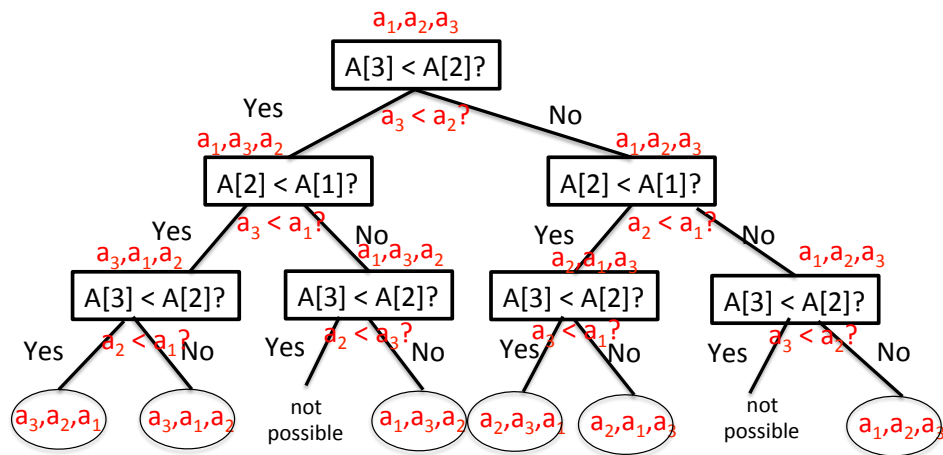 a₁,a₂,a₃
A[3] < A[2]?
Yes
a₃ < a₂?
No
a₁,a₃,a₂
a₁,a₂,a₃
A[2] < A[1]?
A[2] < A[1]?
Yes
a₃ < a₁?
No
Yes
a₂ < a₁?
No
a₃,a₁,a₂
a₁,a₃,a₂
a₂,a₁,a₃
a₁,a₂,a₃
A[3] < A[2]?
A[3] < A[2]?
A[3] < A[2]?
A[3] < A[2]?
Yes
a₂ < a₁?
No
Yes
a₂ < a₃?
No
Yes
a₃ < a₁?
No
Yes
a₃ < a₂?
No
a₃,a₂,a₁
a₃,a₁,a₂
not
possible
a₁,a₃,a₂
a₂,a₃,a₁
a₂,a₁,a₃
not
possible
a₁,a₂,a₃